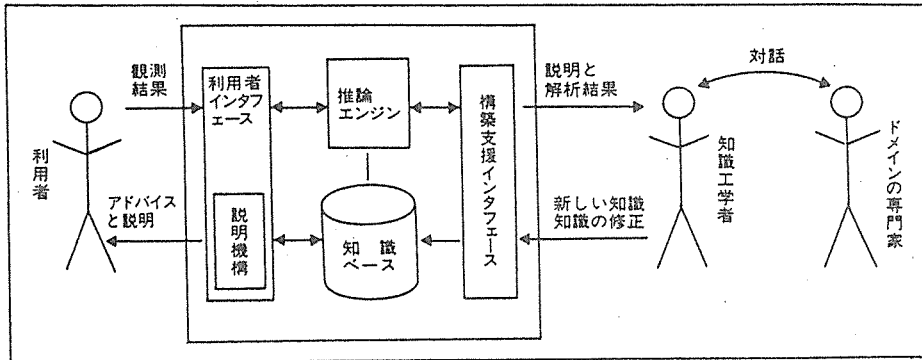 利用者
観測
結果
アドバイス
と説明
利用者
インタフ
ェース
説明機構
推論
エンジン
知識
ベース
構築支援インタフェース
説明と
解析結果
新しい知識
知識の修正
知識工学者
対話
ドメインの専門家